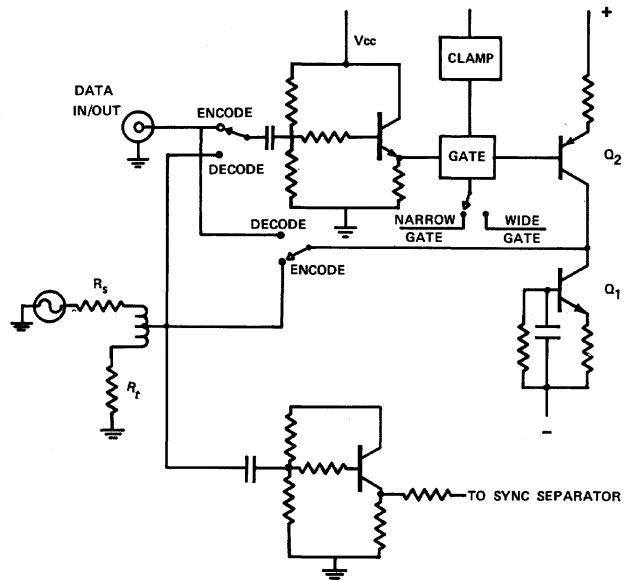 +
Vcc
CLAMP
DATA
IN/OUT
ENCODE
GATE
Q2
DECODE
NARROW
GATE
WIDE
GATE
DECODE
ENCODE
Rs
Q1
Rt
–
TO SYNC SEPARATOR